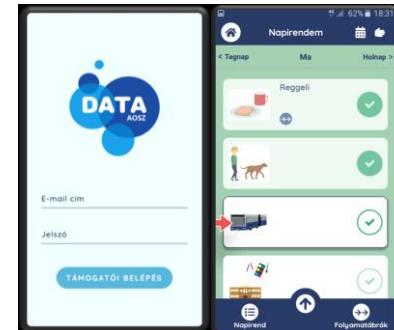 DATA
AOSZ
E-mail cím
Jelszó
TÁMOGATÓI BELÉPÉS
62% 18:31
Napirendem
< Tegnap Ma Holnap >
Reggeli
Napirend
Folyamatábrák